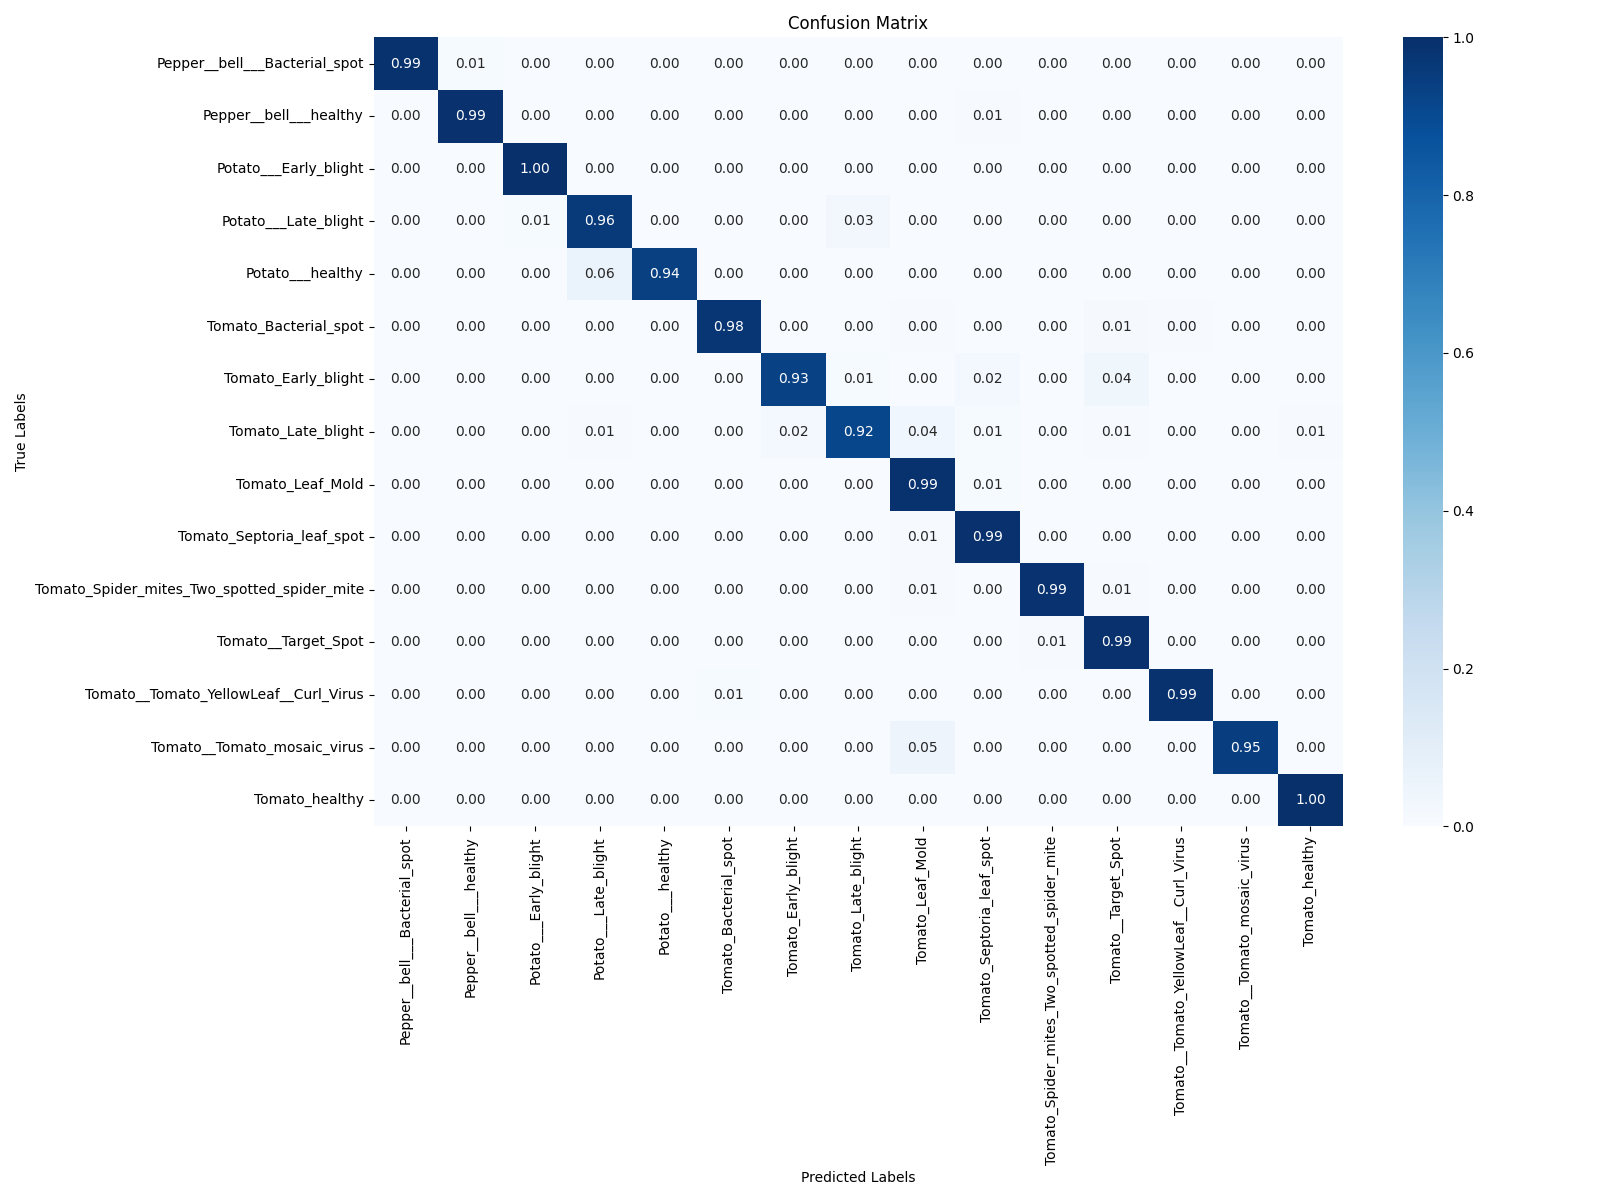 Confusion Matrix
Pepper__bell___Bacterial_spot 0.99 0.01 0.00 0.00 0.00 0.00 0.00 0.00 0.00 0.00 0.00 0.00 0.00 0.00 0.00
Pepper__bell___healthy 0.00 0.99 0.00 0.00 0.00 0.00 0.00 0.00 0.00 0.01 0.00 0.00 0.00 0.00 0.00
Potato___Early_blight 0.00 0.00 1.00 0.00 0.00 0.00 0.00 0.00 0.00 0.00 0.00 0.00 0.00 0.00 0.00
Potato___Late_blight 0.00 0.00 0.01 0.96 0.00 0.00 0.00 0.03 0.00 0.00 0.00 0.00 0.00 0.00 0.00
Potato___healthy 0.00 0.00 0.00 0.06 0.94 0.00 0.00 0.00 0.00 0.00 0.00 0.00 0.00 0.00 0.00
Tomato_Bacterial_spot 0.00 0.00 0.00 0.00 0.00 0.98 0.00 0.00 0.00 0.00 0.00 0.01 0.00 0.00 0.00
Tomato_Early_blight 0.00 0.00 0.00 0.00 0.00 0.00 0.93 0.01 0.00 0.02 0.00 0.04 0.00 0.00 0.00
Tomato_Late_blight 0.00 0.00 0.00 0.01 0.00 0.00 0.02 0.92 0.04 0.01 0.00 0.01 0.00 0.00 0.01
Tomato_Leaf_Mold 0.00 0.00 0.00 0.00 0.00 0.00 0.00 0.00 0.99 0.01 0.00 0.00 0.00 0.00 0.00
Tomato_Septoria_leaf_spot 0.00 0.00 0.00 0.00 0.00 0.00 0.00 0.00 0.01 0.99 0.00 0.00 0.00 0.00 0.00
Tomato_Spider_mites_Two_spotted_spider_mite 0.00 0.00 0.00 0.00 0.00 0.00 0.00 0.00 0.01 0.00 0.99 0.01 0.00 0.00 0.00
Tomato__Target_Spot 0.00 0.00 0.00 0.00 0.00 0.00 0.00 0.00 0.00 0.00 0.01 0.99 0.00 0.00 0.00
Tomato__Tomato_YellowLeaf__Curl_Virus 0.00 0.00 0.00 0.00 0.00 0.01 0.00 0.00 0.00 0.00 0.00 0.00 0.99 0.00 0.00
Tomato__Tomato_mosaic_virus 0.00 0.00 0.00 0.00 0.00 0.00 0.00 0.00 0.05 0.00 0.00 0.00 0.00 0.95 0.00
Tomato_healthy 0.00 0.00 0.00 0.00 0.00 0.00 0.00 0.00 0.00 0.00 0.00 0.00 0.00 0.00 1.00
True Labels
Pepper__bell___Bacterial_spot
Pepper__bell___healthy
Potato___Early_blight
Potato___Late_blight
Potato___healthy
Tomato_Bacterial_spot
Tomato_Early_blight
Tomato_Late_blight
Tomato_Leaf_Mold
Tomato_Septoria_leaf_spot
Tomato_Spider_mites_Two_spotted_spider_mite
Tomato__Target_Spot
Tomato__Tomato_YellowLeaf__Curl_Virus
Tomato__Tomato_mosaic_virus
Tomato_healthy
Predicted Labels
1.0
0.8
0.6
0.4
0.2
0.0